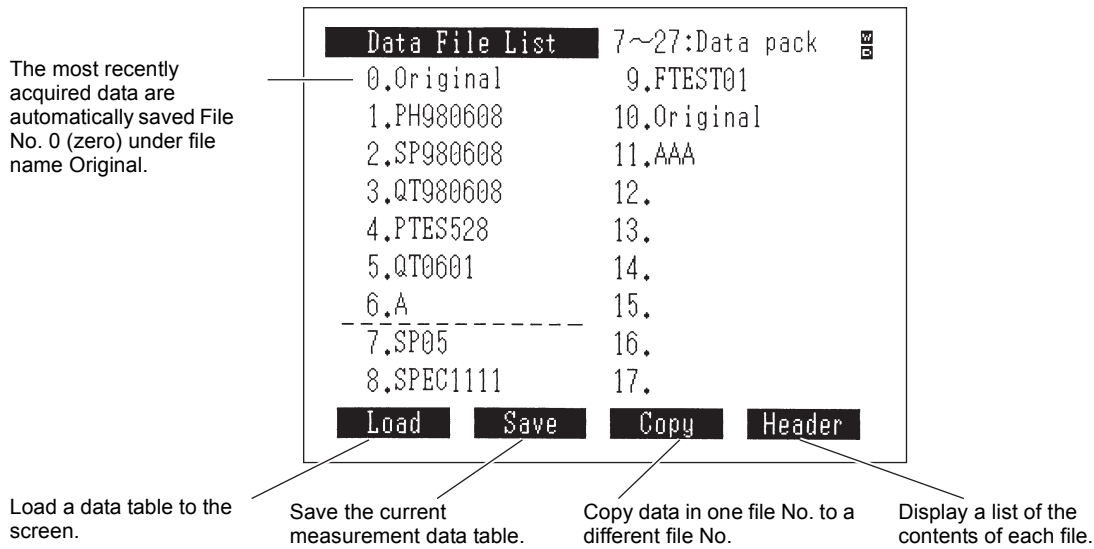 Data File List 7～27:Data pack W D
The most recently
acquired data are
automatically saved File
No. 0 (zero) under file
name Original.
0.Original
1.PH980608
2.SP980608
3.QT980608
4.PTES528
5.QT0601
6.A
7.SP05
8.SPEC1111
9.FTEST01
10.Original
11.AAA
12.
13.
14.
15.
16.
17.
Load Save Copy Header
Load a data table to the
screen.
Save the current
measurement data table.
Copy data in one file No. to a
different file No.
Display a list of the
contents of each file.